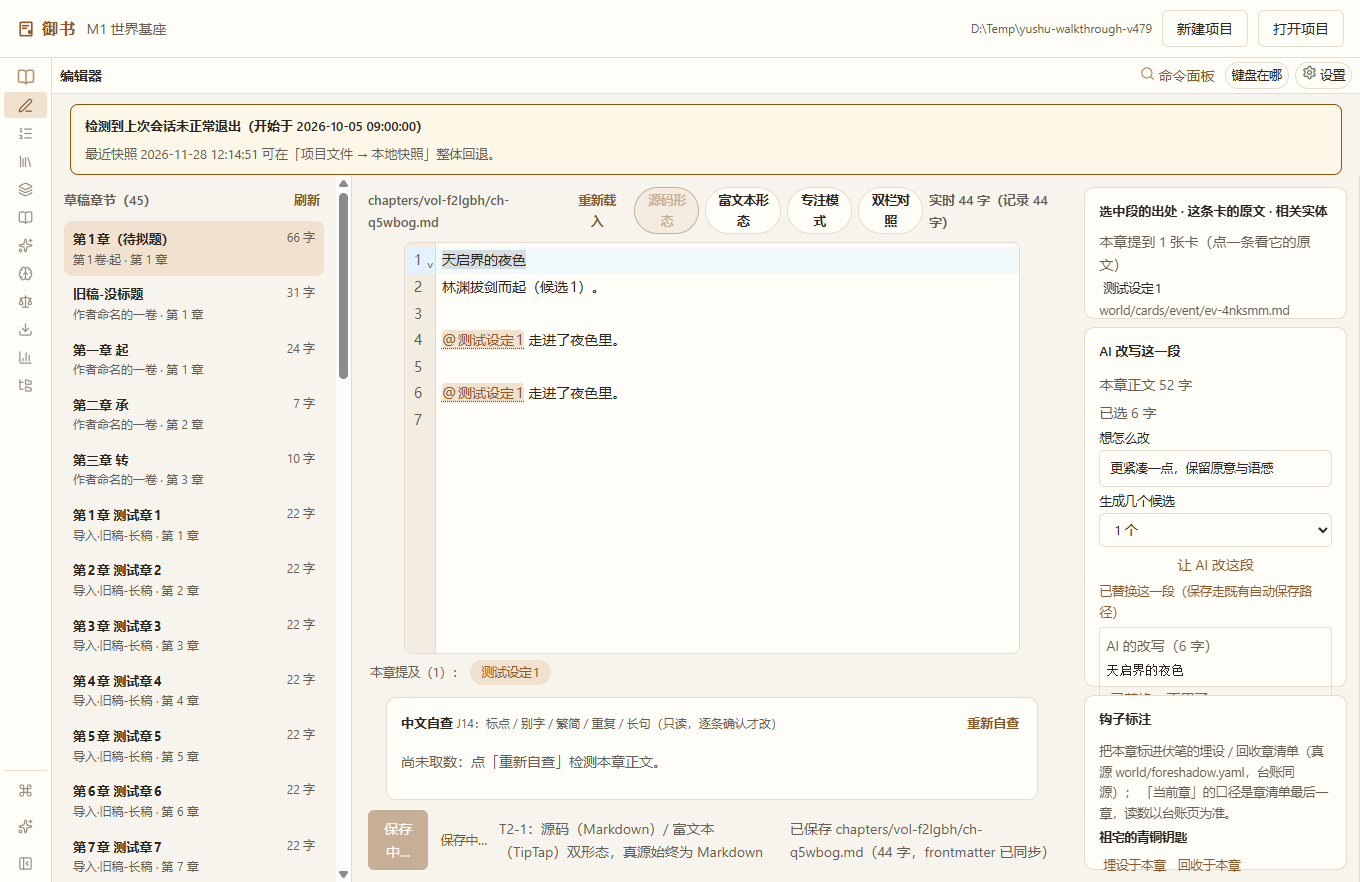 御书 M1 世界基座
D:\Temp\yushu-walkthrough-v479 新建项目 打开项目
编辑器
命令面板 键盘在哪 设置
检测到上次会话未正常退出（开始于 2026-10-05 09:00:00）
最近快照 2026-11-28 12:14:51 可在「项目文件 → 本地快照」整体回退。
草稿章节（45） 刷新
第1章（待拟题） 66 字
第1卷·起 · 第 1 章
旧稿-没标题 31 字
作者命名的一卷 · 第 1 章
第一章 起 24 字
作者命名的一卷 · 第 1 章
第二章 承 7 字
作者命名的一卷 · 第 2 章
第三章 转 10 字
作者命名的一卷 · 第 3 章
第1章 测试章1 22 字
导入·旧稿-长稿 · 第 1 章
第2章 测试章2 22 字
导入·旧稿-长稿 · 第 2 章
第3章 测试章3 22 字
导入·旧稿-长稿 · 第 3 章
第4章 测试章4 22 字
导入·旧稿-长稿 · 第 4 章
第5章 测试章5 22 字
导入·旧稿-长稿 · 第 5 章
第6章 测试章6 22 字
导入·旧稿-长稿 · 第 6 章
第7章 测试章7 22 字
导入·旧稿-长稿 · 第 7 章
chapters/vol-f2lgbh/ch-
q5wbog.md
重新载
入
源码形
态
富文本形
态
专注模
式
双栏对
照
实时 44 字（记录 44
字）
1 天启界的夜色
2 林渊拔剑而起（候选1）。
3
4 @测试设定1 走进了夜色里。
5
6 @测试设定1 走进了夜色里。
7
本章提及（1）： 测试设定1
中文自查 J14：标点 / 别字 / 繁简 / 重复 / 长句（只读，逐条确认才改） 重新自查
尚未取数：点「重新自查」检测本章正文。
保存
中...
保存中...
T2-1：源码（Markdown）/ 富文本
（TipTap）双形态，真源始终为 Markdown
已保存 chapters/vol-f2lgbh/ch-
q5wbog.md（44 字，frontmatter 已同步）
选中段的出处 · 这条卡的原文 · 相关实体
本章提到 1 张卡（点一条看它的原
文）
测试设定1
world/cards/event/ev-4nksmm.md
AI 改写这一段
本章正文 52 字
已选 6 字
想怎么改
更紧凑一点，保留原意与语感
生成几个候选
1 个
让 AI 改这段
已替换这一段（保存走既有自动保存路
径）
AI 的改写（6 字）
天启界的夜色
钩子标注
把本章标进伏笔的埋设 / 回收章清单（真
源 world/foreshadow.yaml，台账同
源）；「当前章」的口径是章清单最后一
章，读数以台账页为准。
祖宅的青铜钥匙
埋设于本章 回收于本章